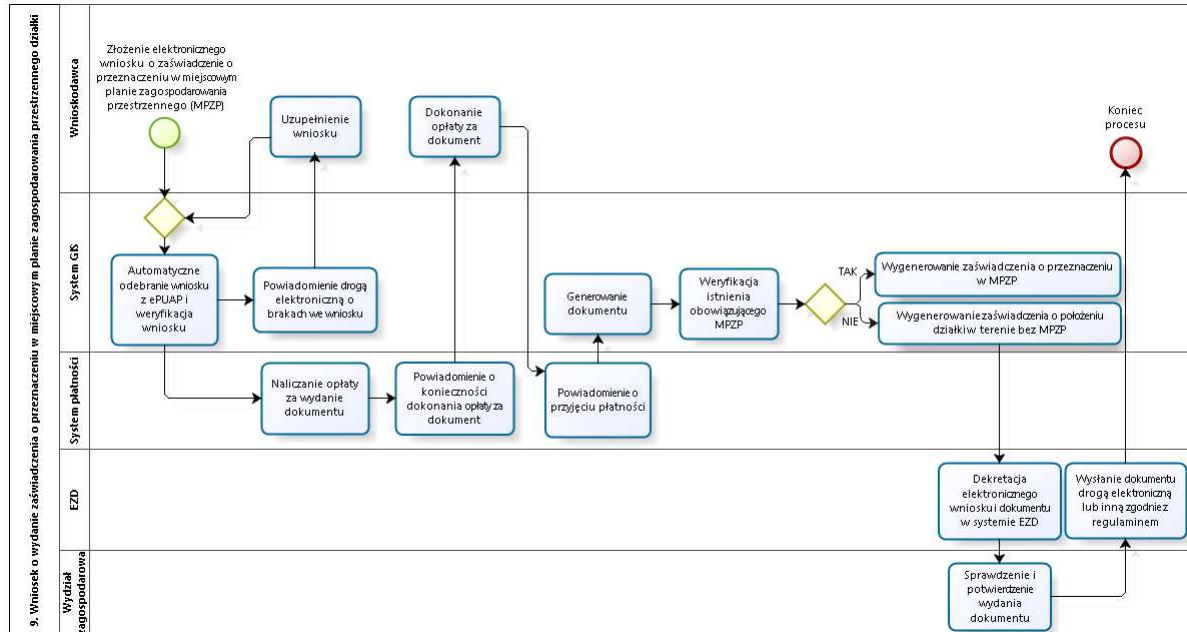 9. Wniosek o wydanie zaświadczenia o przeznaczeniu w miejscowym planie zagospodarowania przestrzennego działki
Wnioskodawca
Złożenie elektronicznego
wniosku o zaświadczenie o
przeznaczeniu w miejscowym
planie zagospodarowania
przestrzennego (MPZP)
Uzupełnienie
wniosku
Dokonanie
opłaty za
dokument
Koniec
procesu
System GIS
Automatyczne
odebranie wniosku
z ePUAP i
weryfikacja
wniosku
Powiadomienie drogą
elektroniczną o
brakach we wniosku
Generowanie
dokumentu
Weryfikacja
istnienia
obowiązującego
MPZP
TAK
NIE
Wygenerowanie zaświadczenia o przeznaczeniu
w MPZP
Wygenerowanie zaświadczenia o położeniu
działki w terenie bez MPZP
System płatności
Naliczanie opłaty
za wydanie
dokumentu
Powiadomienie o
konieczności
dokonania opłaty za
dokument
Powiadomienie o
przyjęciu płatności
EZD
Dekretacja
elektronicznego
wniosku i dokumentu
w systemie EZD
Wysłanie dokumentu
drogą elektroniczną
lub inną zgodnie z
regulaminem
Wydział
zagospodarowa
Sprawdzenie i
potwierdzenie
wydania
dokumentu